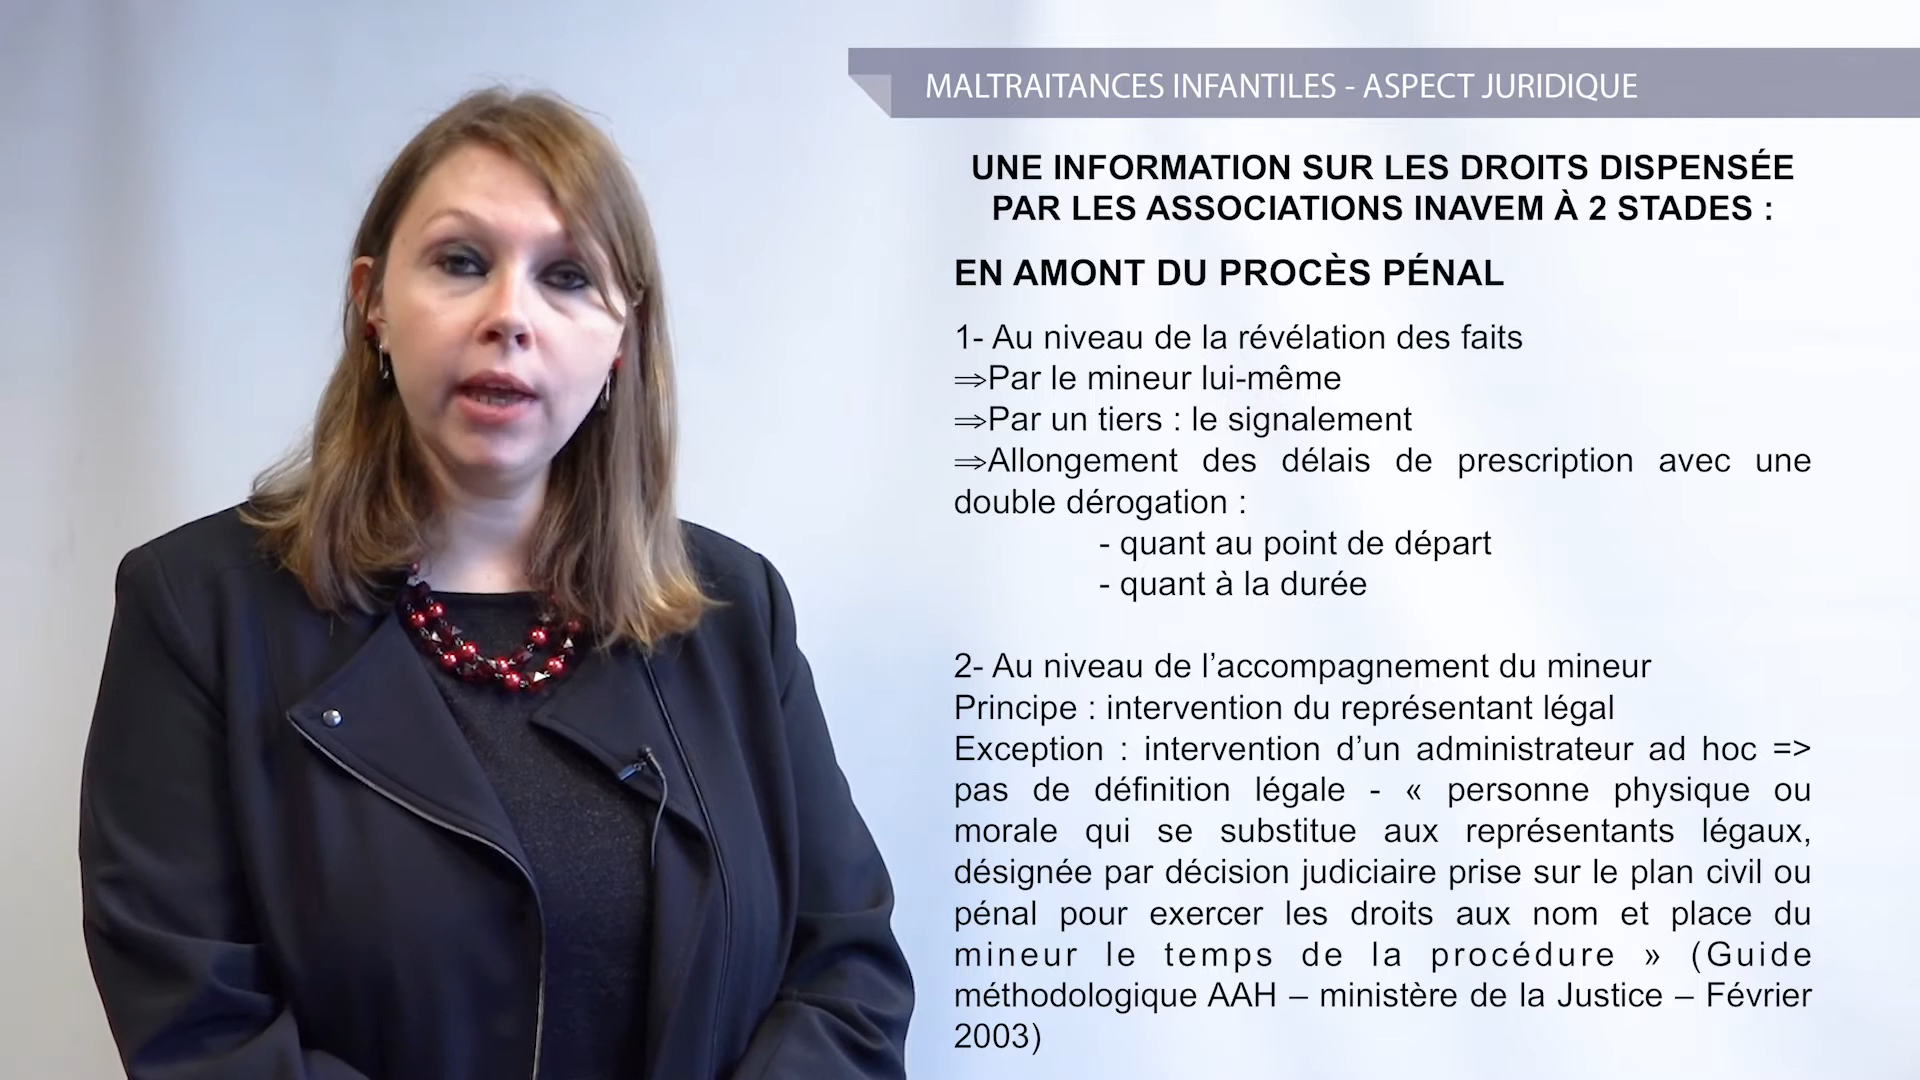 MALTRAITANCES INFANTILES - ASPECT JURIDIQUE
UNE INFORMATION SUR LES DROITS DISPENSÉE
PAR LES ASSOCIATIONS INAVEM À 2 STADES :
EN AMONT DU PROCÈS PÉNAL
1- Au niveau de la révélation des faits
⇒Par le mineur lui-même
⇒Par un tiers : le signalement
⇒Allongement des délais de prescription avec une
double dérogation :
- quant au point de départ
- quant à la durée
2- Au niveau de l’accompagnement du mineur
Principe : intervention du représentant légal
Exception : intervention d’un administrateur ad hoc =>
pas de définition légale - « personne physique ou
morale qui se substitue aux représentants légaux,
désignée par décision judiciaire prise sur le plan civil ou
pénal pour exercer les droits aux nom et place du
mineur le temps de la procédure » (Guide
méthodologique AAH – ministère de la Justice – Février
2003)